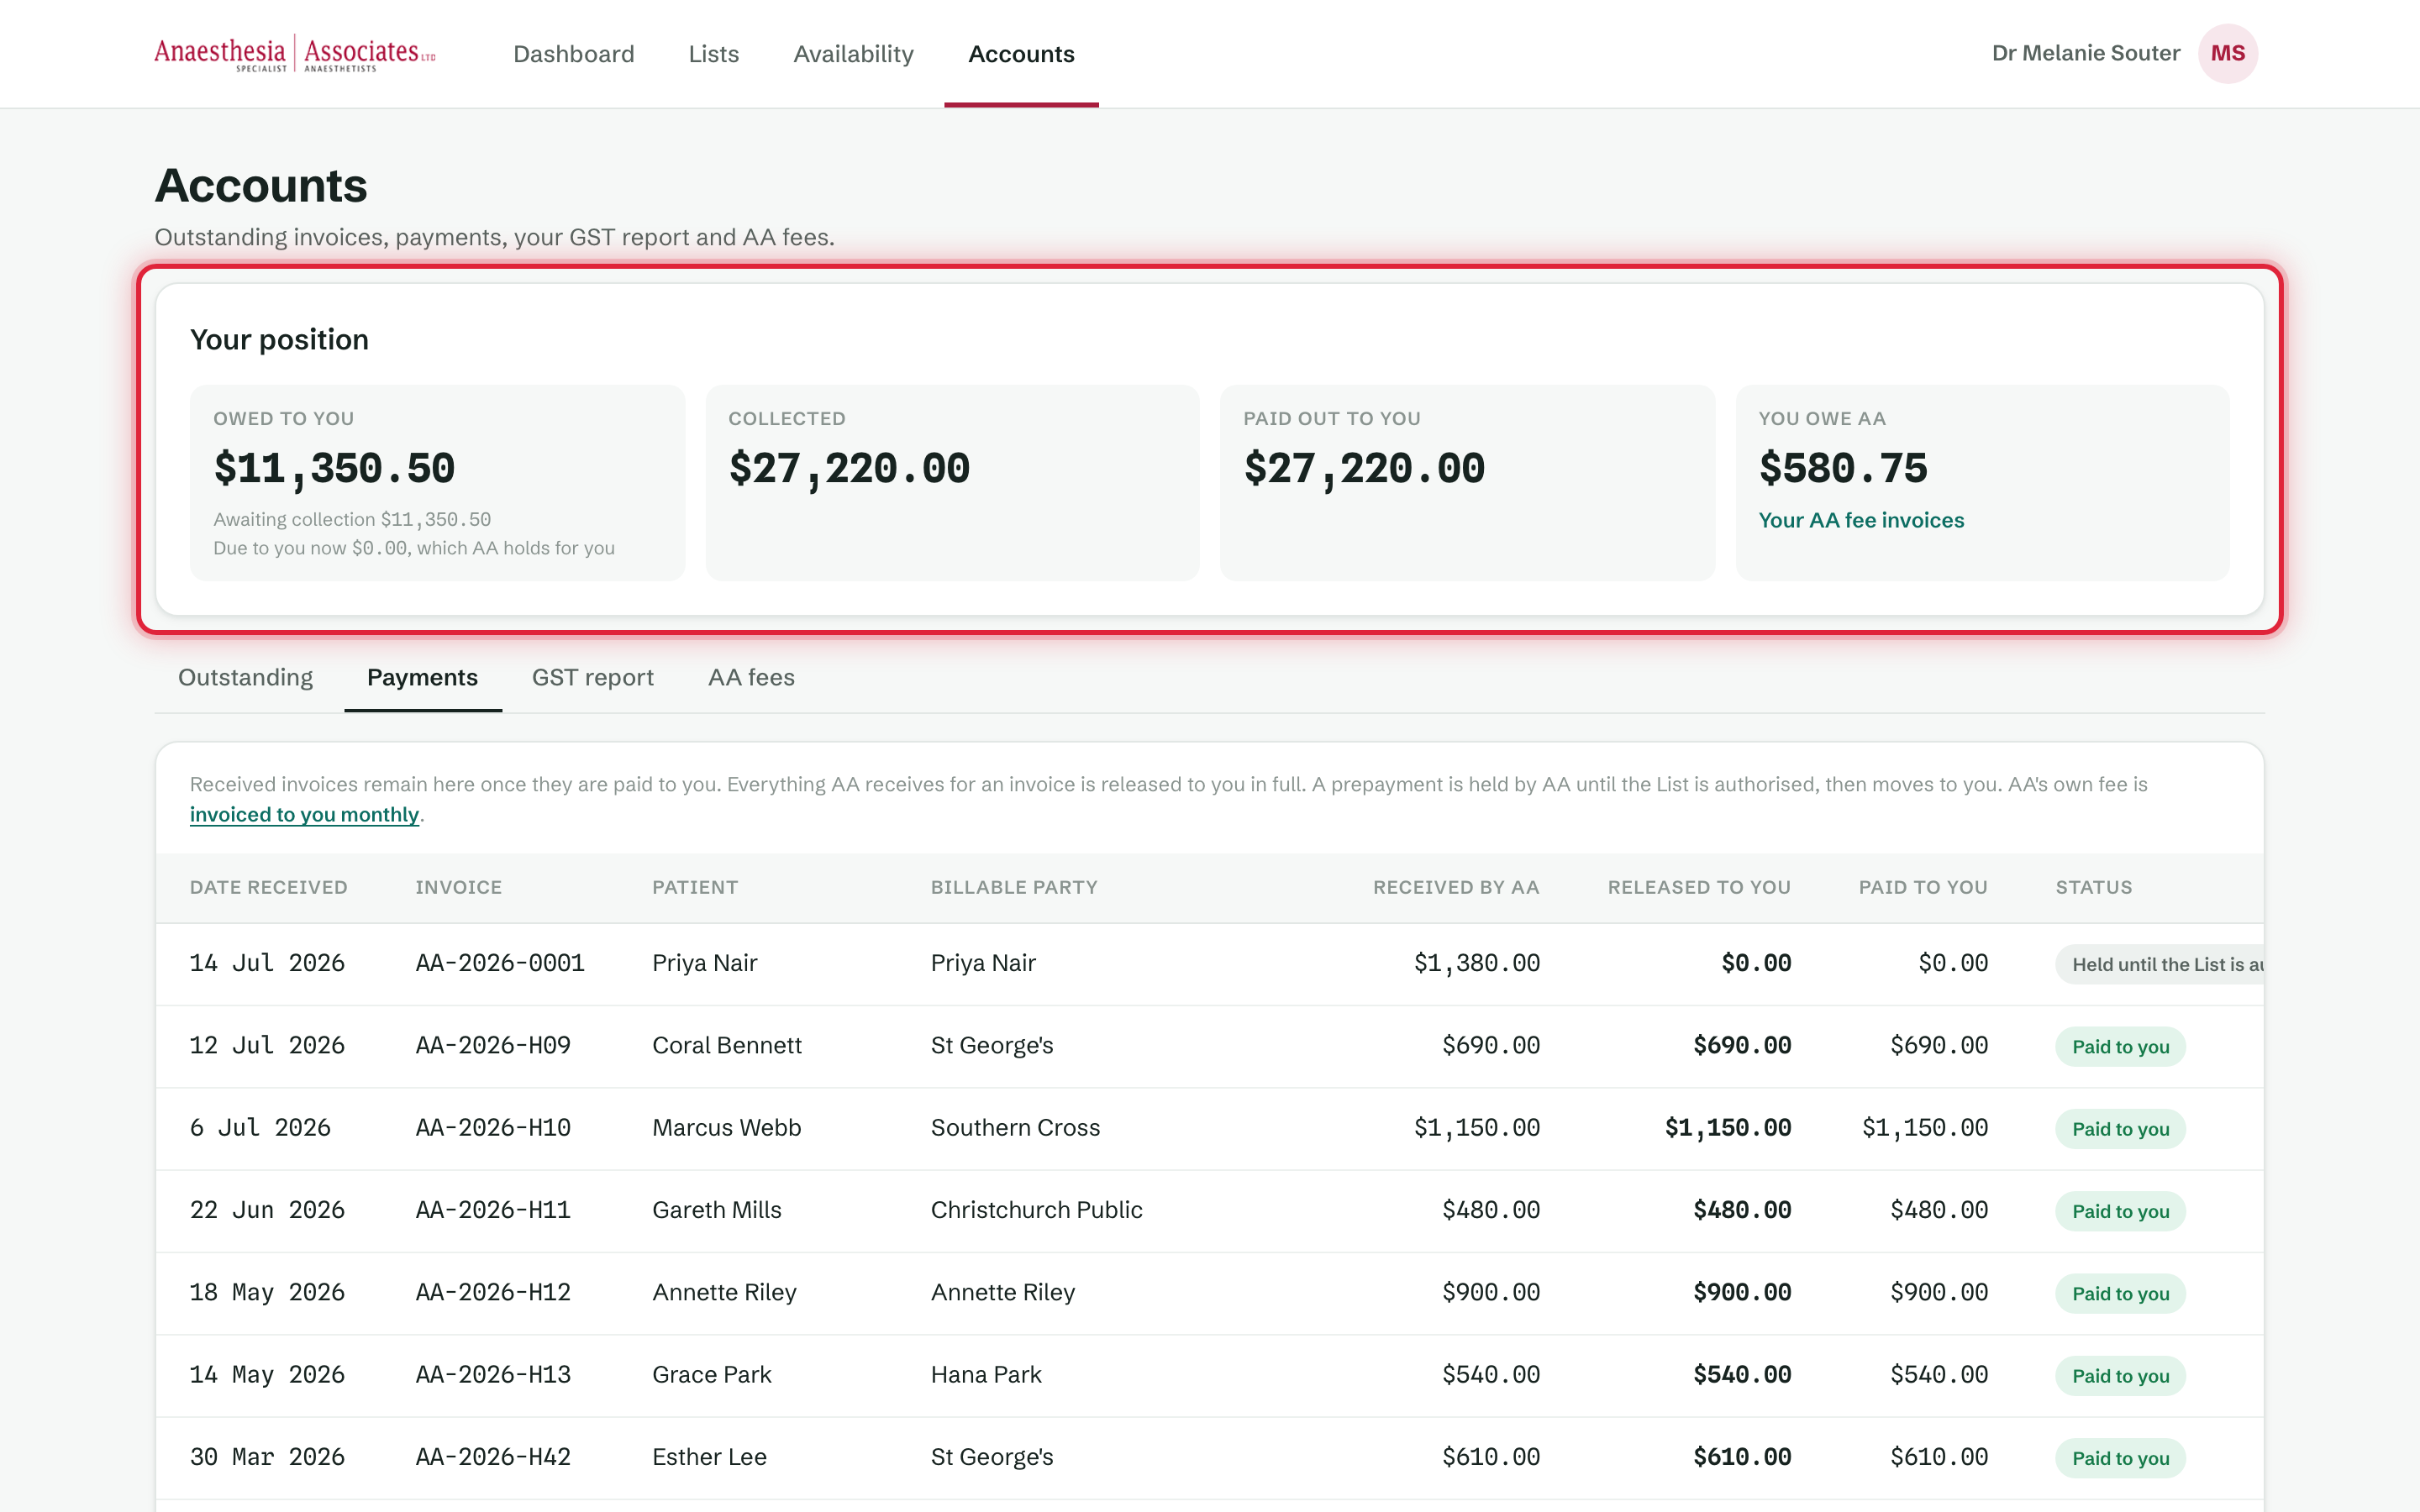 Anaesthesia | Associates LTD
SPECIALIST ANAESTHETISTS
Dashboard
Lists
Availability
Accounts
Dr Melanie Souter
MS
Accounts
Outstanding invoices, payments, your GST report and AA fees.
Your position
OWED TO YOU
$11,350.50
Awaiting collection $11,350.50
Due to you now $0.00, which AA holds for you
COLLECTED
$27,220.00
PAID OUT TO YOU
$27,220.00
YOU OWE AA
$580.75
Your AA fee invoices
Outstanding
Payments
GST report
AA fees
Received invoices remain here once they are paid to you. Everything AA receives for an invoice is released to you in full. A prepayment is held by AA until the List is authorised, then moves to you. AA's own fee is
invoiced to you monthly.
DATE RECEIVED INVOICE PATIENT BILLABLE PARTY RECEIVED BY AA RELEASED TO YOU PAID TO YOU STATUS
14 Jul 2026 AA-2026-0001 Priya Nair Priya Nair $1,380.00 $0.00 $0.00 Held until the List is au
12 Jul 2026 AA-2026-H09 Coral Bennett St George's $690.00 $690.00 $690.00 Paid to you
6 Jul 2026 AA-2026-H10 Marcus Webb Southern Cross $1,150.00 $1,150.00 $1,150.00 Paid to you
22 Jun 2026 AA-2026-H11 Gareth Mills Christchurch Public $480.00 $480.00 $480.00 Paid to you
18 May 2026 AA-2026-H12 Annette Riley Annette Riley $900.00 $900.00 $900.00 Paid to you
14 May 2026 AA-2026-H13 Grace Park Hana Park $540.00 $540.00 $540.00 Paid to you
30 Mar 2026 AA-2026-H42 Esther Lee St George's $610.00 $610.00 $610.00 Paid to you